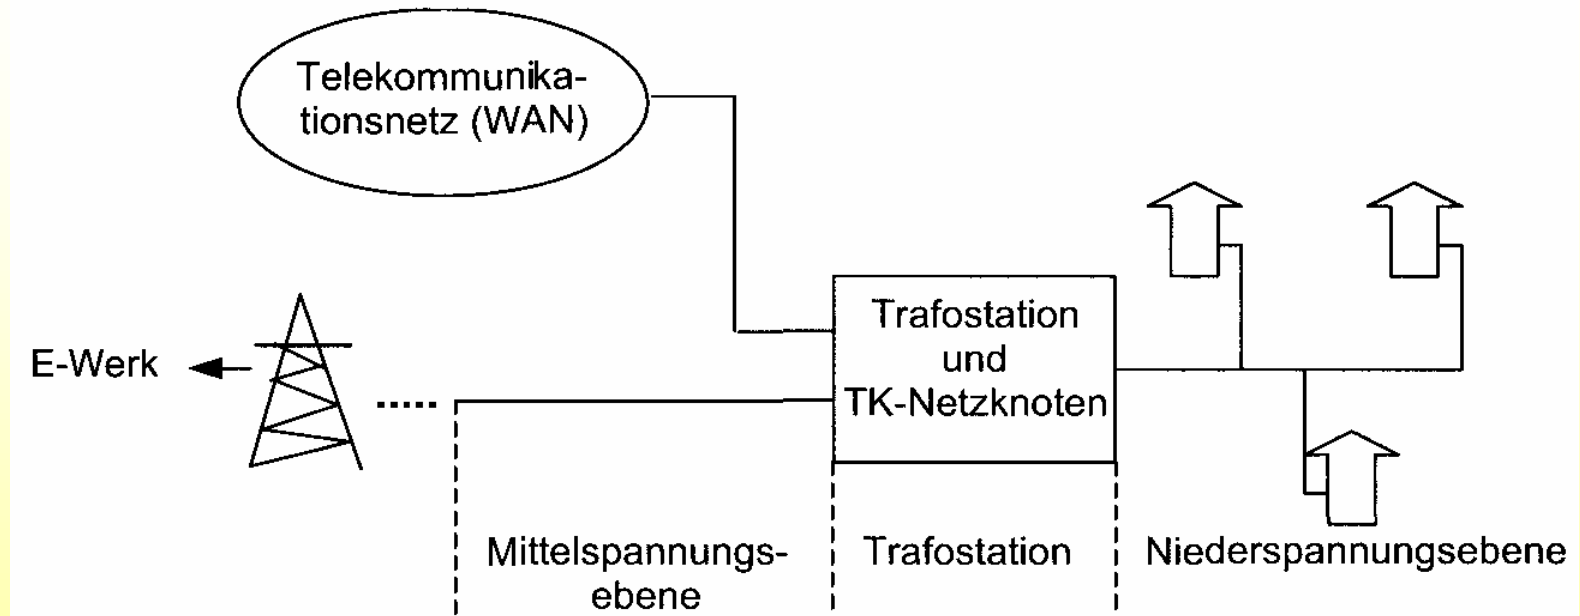 Telekommunika-
tionsnetz (WAN)
Trafostation
und
TK-Netzknoten
E-Werk
Mittelspannungs-
ebene
Trafostation
Niederspannungsebene